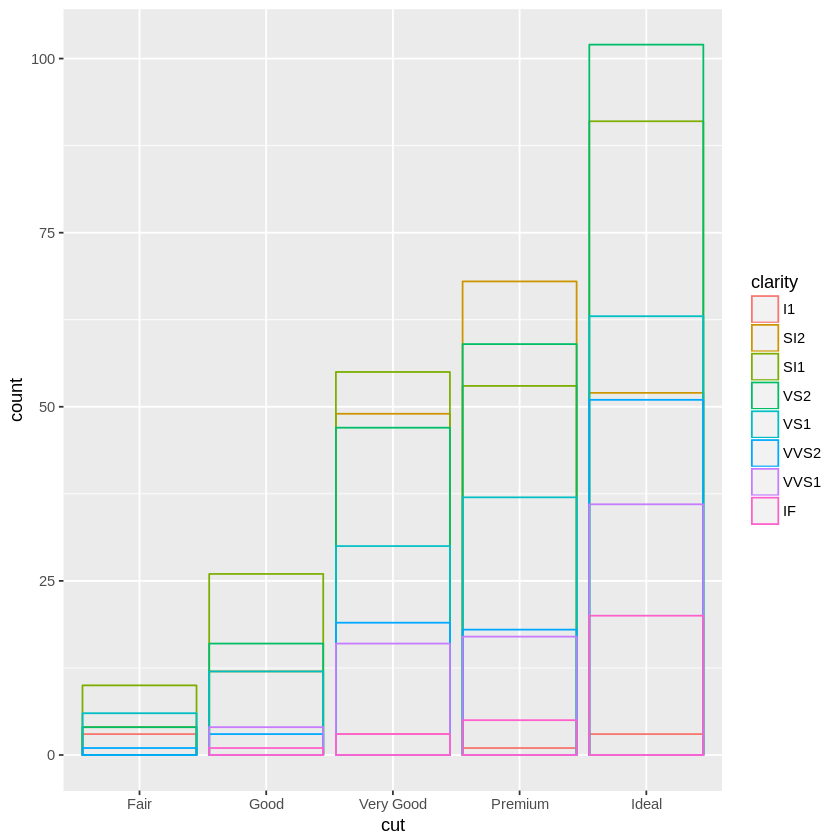 100
75
50
25
0
count
Fair Good Very Good Premium Ideal
cut
clarity
I1
SI2
SI1
VS2
VS1
VVS2
VVS1
IF